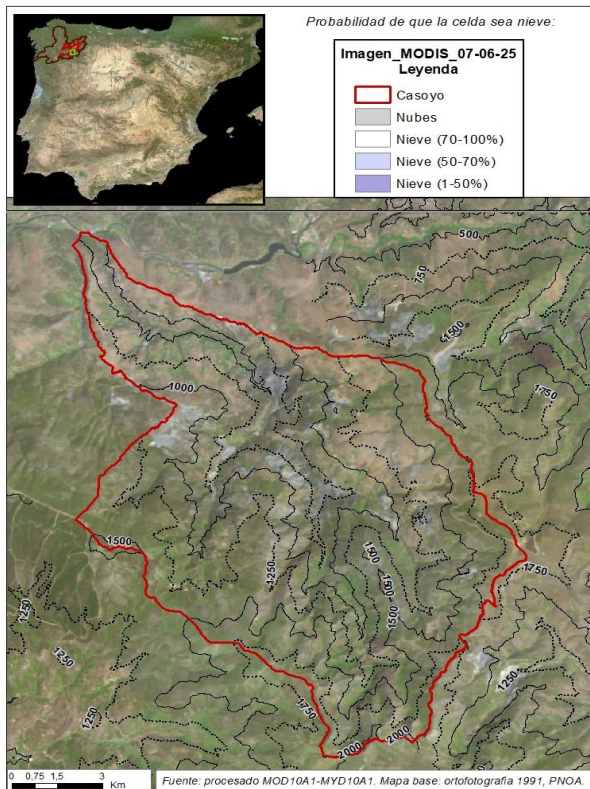 Probabilidad de que la celda sea nieve:
Imagen_MODIS_07-06-25
Leyenda
Casoyo
Nubes
Nieve (70-100%)
Nieve (50-70%)
Nieve (1-50%)
500
750
1500
1750
1000
1500
1250
1500
1500
1750
1250
1250
1250
1250
1750
2000
2000
0 0,75 1,5 3
Km
Fuente: procesado MOD10A1-MYD10A1. Mapa base: ortofotografia 1991, PNOA.